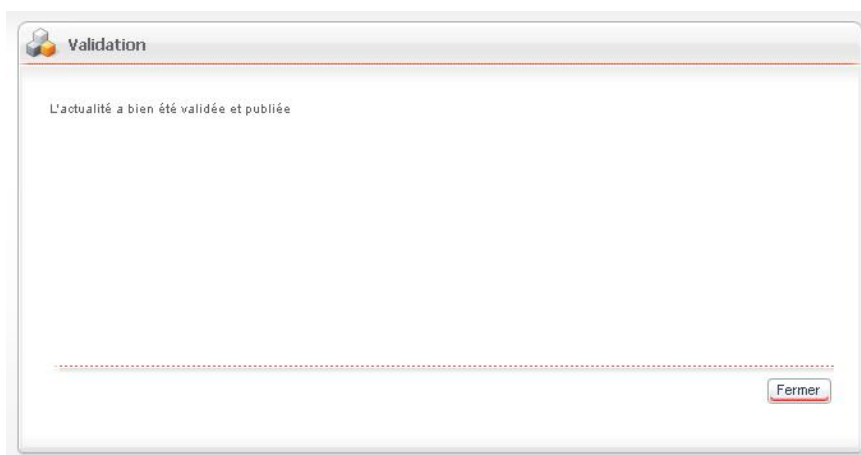 Validation
L'actualité a bien été validée et publiée
Fermer